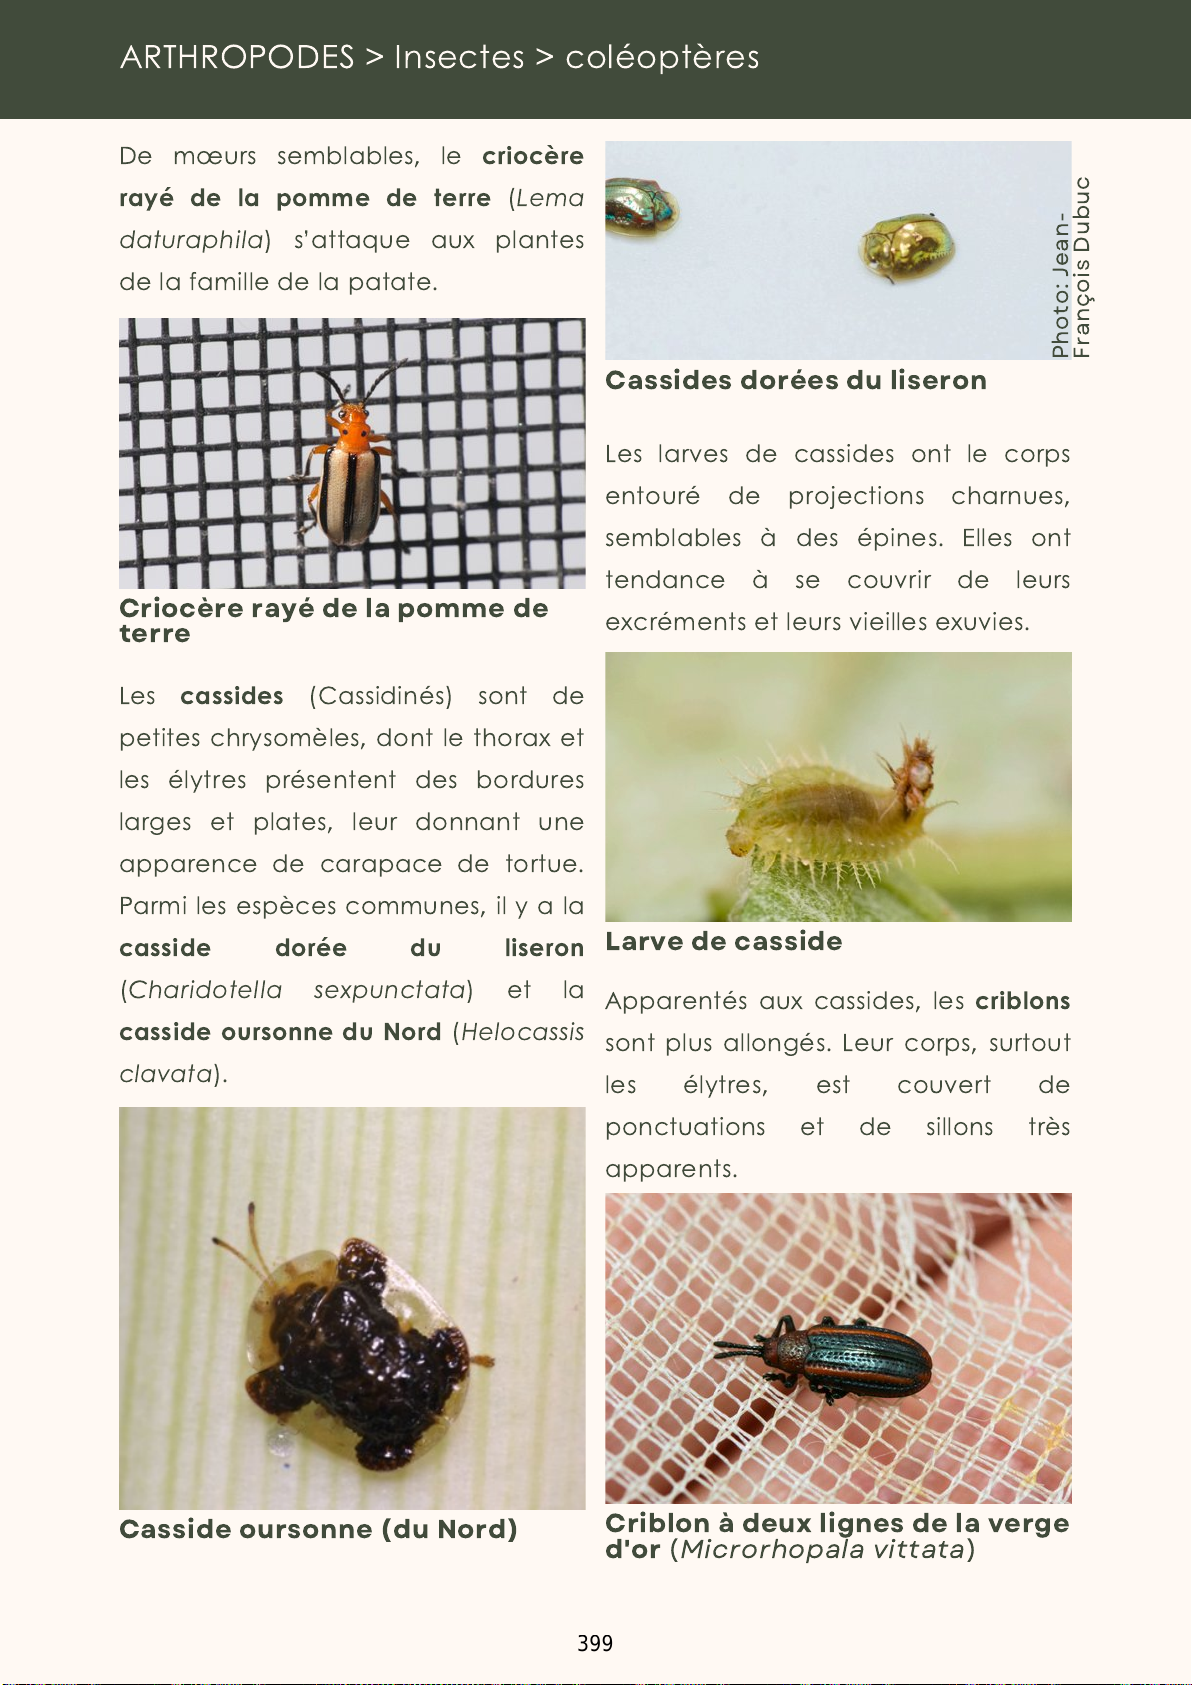 ARTHROPODES > Insectes > coléoptères
De mœurs semblables, le criocère
rayé de la pomme de terre (Lema
daturaphila) s'attaque aux plantes
de la famille de la patate.
Criocère rayé de la pomme de
terre
Les cassides (Cassidinés) sont de
petites chrysomèles, dont le thorax et
les élytres présentent des bordures
larges et plates, leur donnant une
apparence de carapace de tortue.
Parmi les espèces communes, il y a la
casside dorée du liseron
(Charidotella sexpunctata) et la
casside oursonne du Nord (Helocassis
clavata).
Casside oursonne (du Nord)
Photo: Jean-
François Dubuc
Cassides dorées du liseron
Les larves de cassides ont le corps
entouré de projections charnues,
semblables à des épines. Elles ont
tendance à se couvrir de leurs
excréments et leurs vieilles exuvies.
Larve de casside
Apparentés aux cassides, les criblons
sont plus allongés. Leur corps, surtout
les élytres, est couvert de
ponctuations et de sillons très
apparents.
Criblon à deux lignes de la verge
d'or (Microrhopala vittata)
399